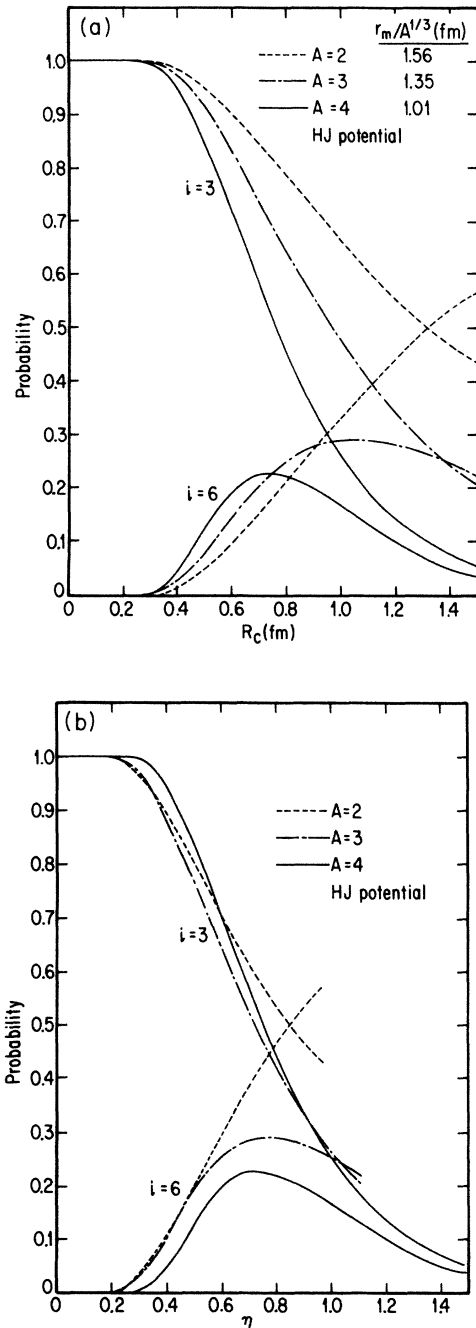 (a)
r_m/A^1/3 (fm)
A=2 1.56
A=3 1.35
A=4 1.01
HJ potential
i=3
i=6
1.0
0.9
0.8
0.7
0.6
0.5
0.4
0.3
0.2
0.1
0
Probability
0 0.2 0.4 0.6 0.8 1.0 1.2 1.4
R_c(fm)
(b)
A=2
A=3
A=4
HJ potential
i=3
i=6
1.0
0.9
0.8
0.7
0.6
0.5
0.4
0.3
0.2
0.1
0
Probability
0 0.2 0.4 0.6 0.8 1.0 1.2 1.4
η